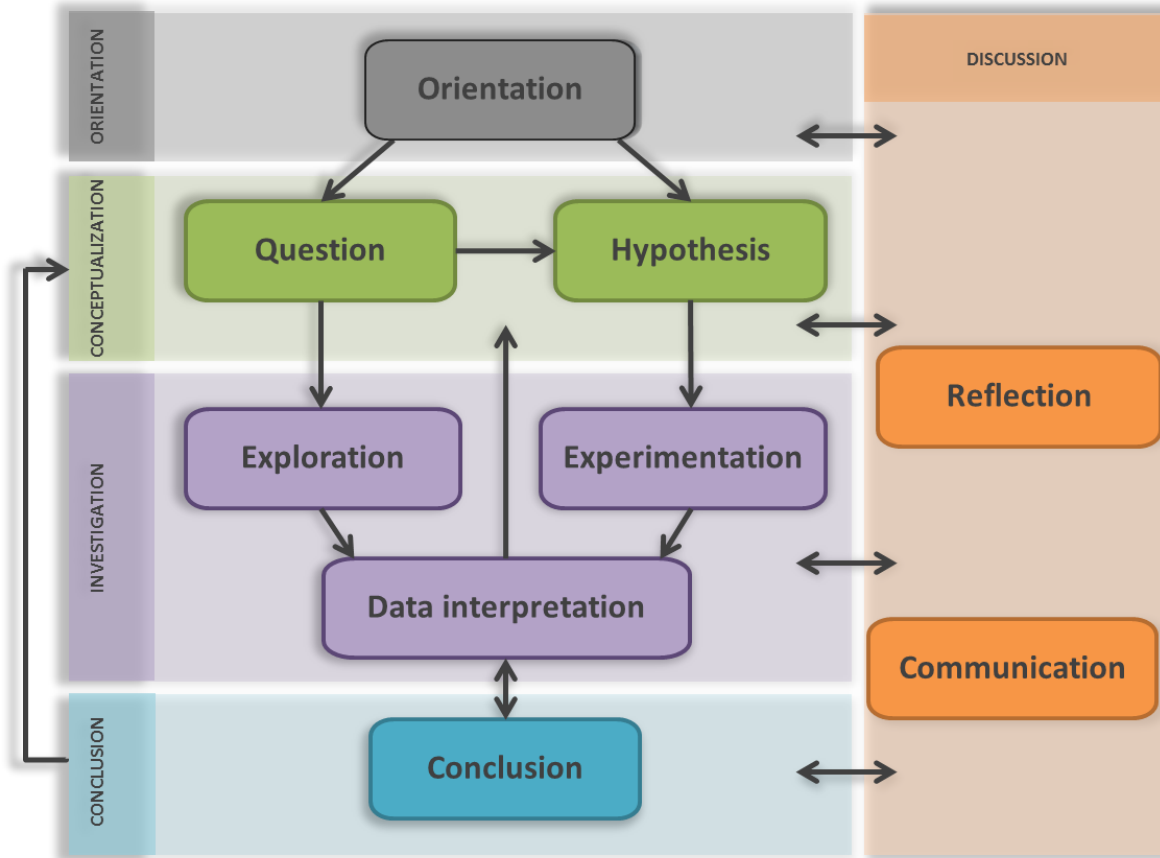 ORIENTATION
Orientation
DISCUSSION
CONCEPTUALIZATION
Question
Hypothesis
Reflection
INVESTIGATION
Exploration
Experimentation
Data interpretation
Communication
CONCLUSION
Conclusion